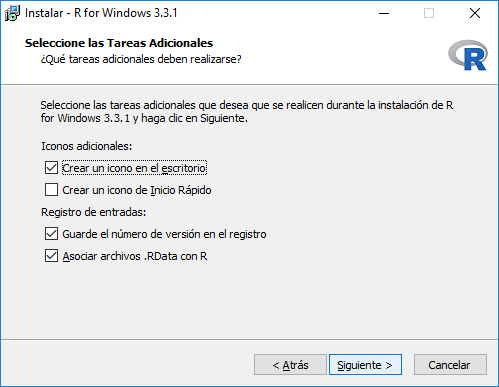 Instalar - R for Windows 3.3.1
Seleccione las Tareas Adicionales
¿Qué tareas adicionales deben realizarse?
R
Seleccione las tareas adicionales que desea que se realicen durante la instalación de R
for Windows 3.3.1 y haga clic en Siguiente.
Iconos adicionales:
Crear un icono en el escritorio
Crear un icono de Inicio Rápido
Registro de entradas:
Guarde el número de versión en el registro
Asociar archivos .RData con R
< Atrás
Siguiente >
Cancelar